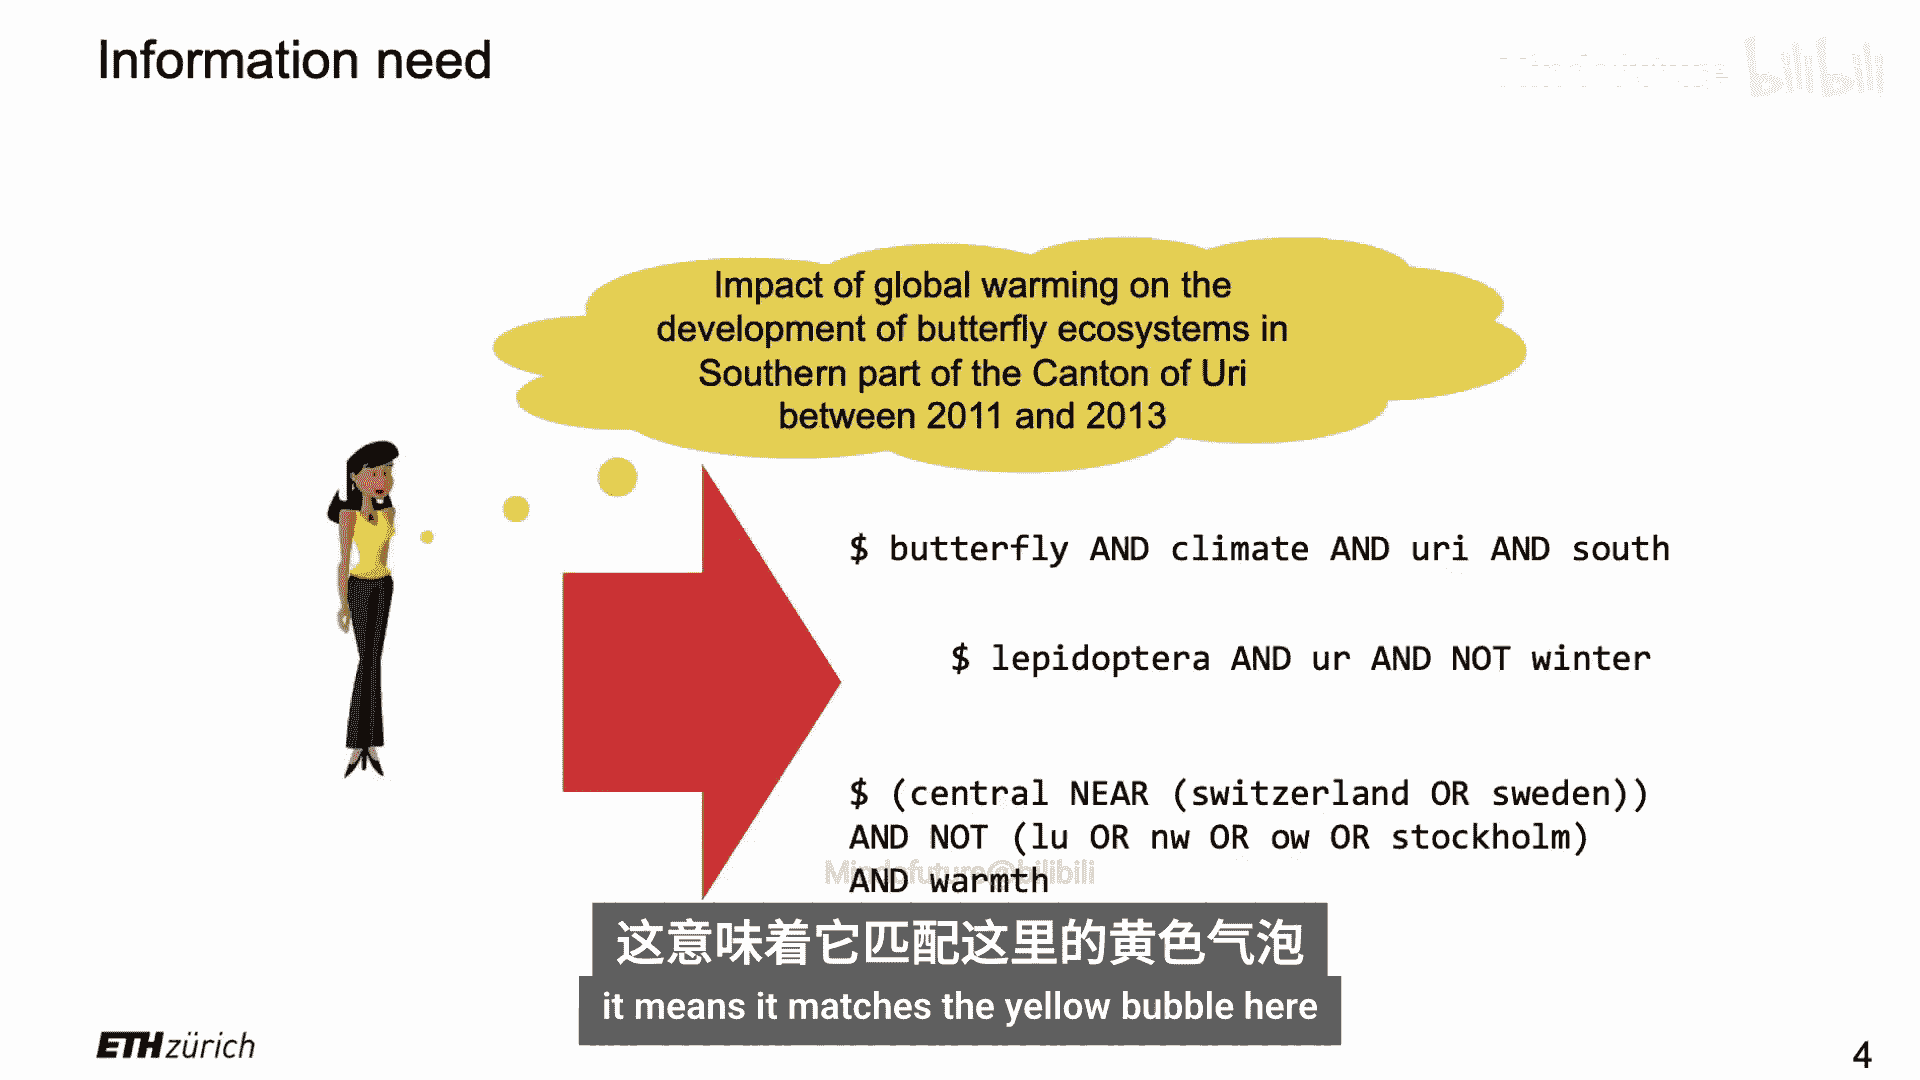 Information need
bilibili
Impact of global warming on the
development of butterfly ecosystems in
Southern part of the Canton of Uri
between 2011 and 2013
$ butterfly AND climate AND uri AND south
$ lepidoptera AND ur AND NOT winter
$ (central NEAR (switzerland OR sweden))
AND NOT (lu OR nw OR ow OR stockholm)
AND warmth
Mindofuture@bilibili
这意味着它匹配这里的黄色气泡
it means it matches the yellow bubble here
ETH zürich
4